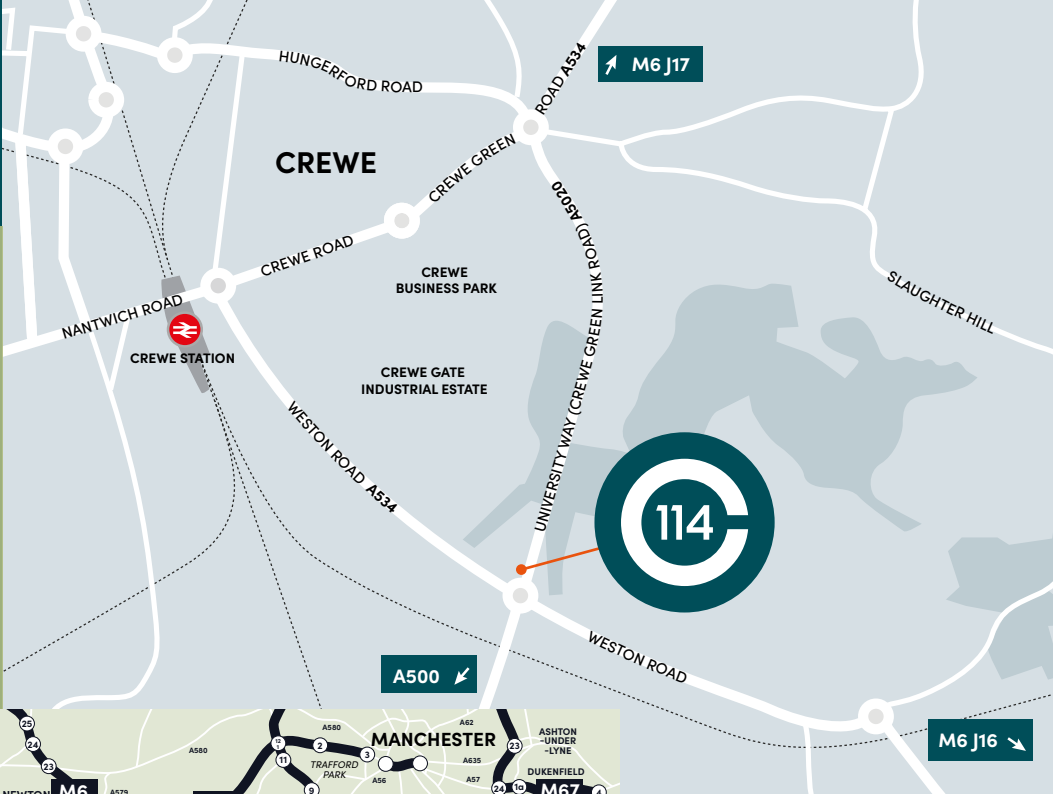 M6 J17
HUNGERFORD ROAD
CREWE GREEN ROAD A534
CREWE
UNIVERSITY WAY (CREWE GREEN LINK ROAD) A5020
CREWE ROAD
CREWE
BUSINESS PARK
SLAUGHTER HILL
NANTWICH ROAD
CREWE STATION
CREWE GATE
INDUSTRIAL ESTATE
WESTON ROAD A534
114
WESTON ROAD
A500
M6 J16
25
24
23
M6
A579
A580
12
11
A580
2
3
9
TRAFFORD
PARK
MANCHESTER
A56
A62
A635
A57
23
24
1a
ASHTON
-UNDER
-LYNE
DUKENFIELD
M67
4